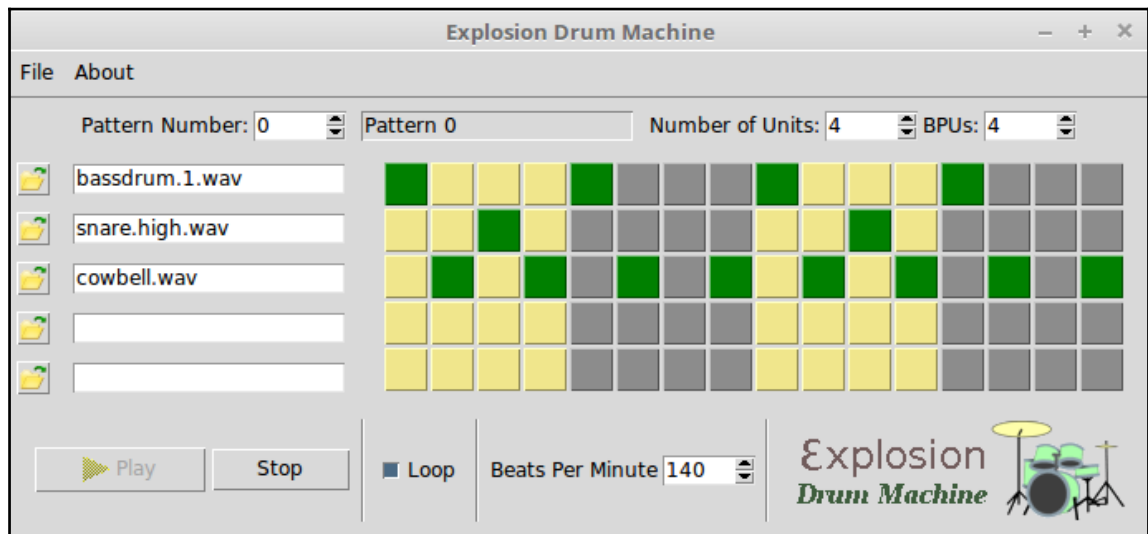 Explosion Drum Machine
File About
Pattern Number: 0 Pattern 0 Number of Units: 4 BPUs: 4
bassdrum.1.wav
snare.high.wav
cowbell.wav
Play Stop Loop Beats Per Minute 140
Ɛxplosion
Drum Machine